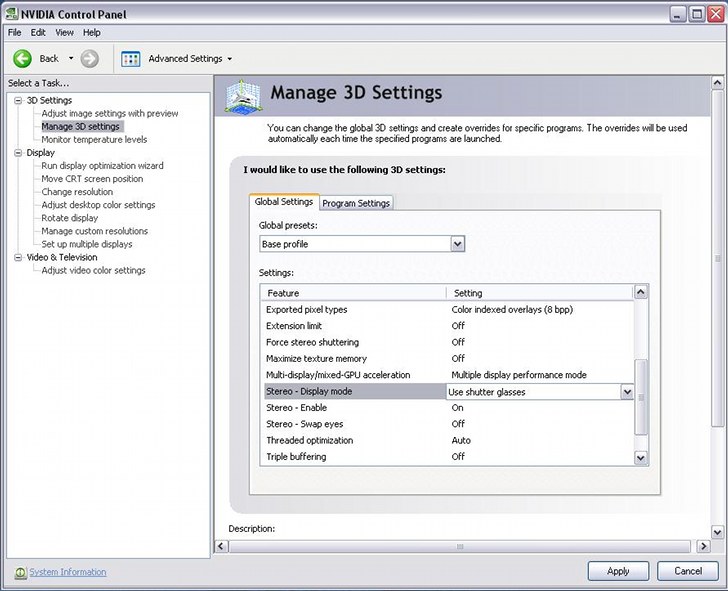 NVIDIA Control Panel
File Edit View Help
Back Advanced Settings
Select a Task...
3D Settings
Adjust image settings with preview
Manage 3D settings
Monitor temperature levels
Display
Run display optimization wizard
Move CRT screen position
Change resolution
Adjust desktop color settings
Rotate display
Manage custom resolutions
Set up multiple displays
Video & Television
Adjust video color settings
System Information
Manage 3D Settings
You can change the global 3D settings and create overrides for specific programs. The overrides will be used
automatically each time the specified programs are launched.
I would like to use the following 3D settings:
Global Settings Program Settings
Global presets:
Base profile
Settings:
Feature Setting
Exported pixel types Color indexed overlays (8 bpp)
Extension limit Off
Force stereo shuttering Off
Maximize texture memory Off
Multi-display/mixed-GPU acceleration Multiple display performance mode
Stereo - Display mode Use shutter glasses
Stereo - Enable On
Stereo - Swap eyes Off
Threaded optimization Auto
Triple buffering Off
Description:
Apply Cancel